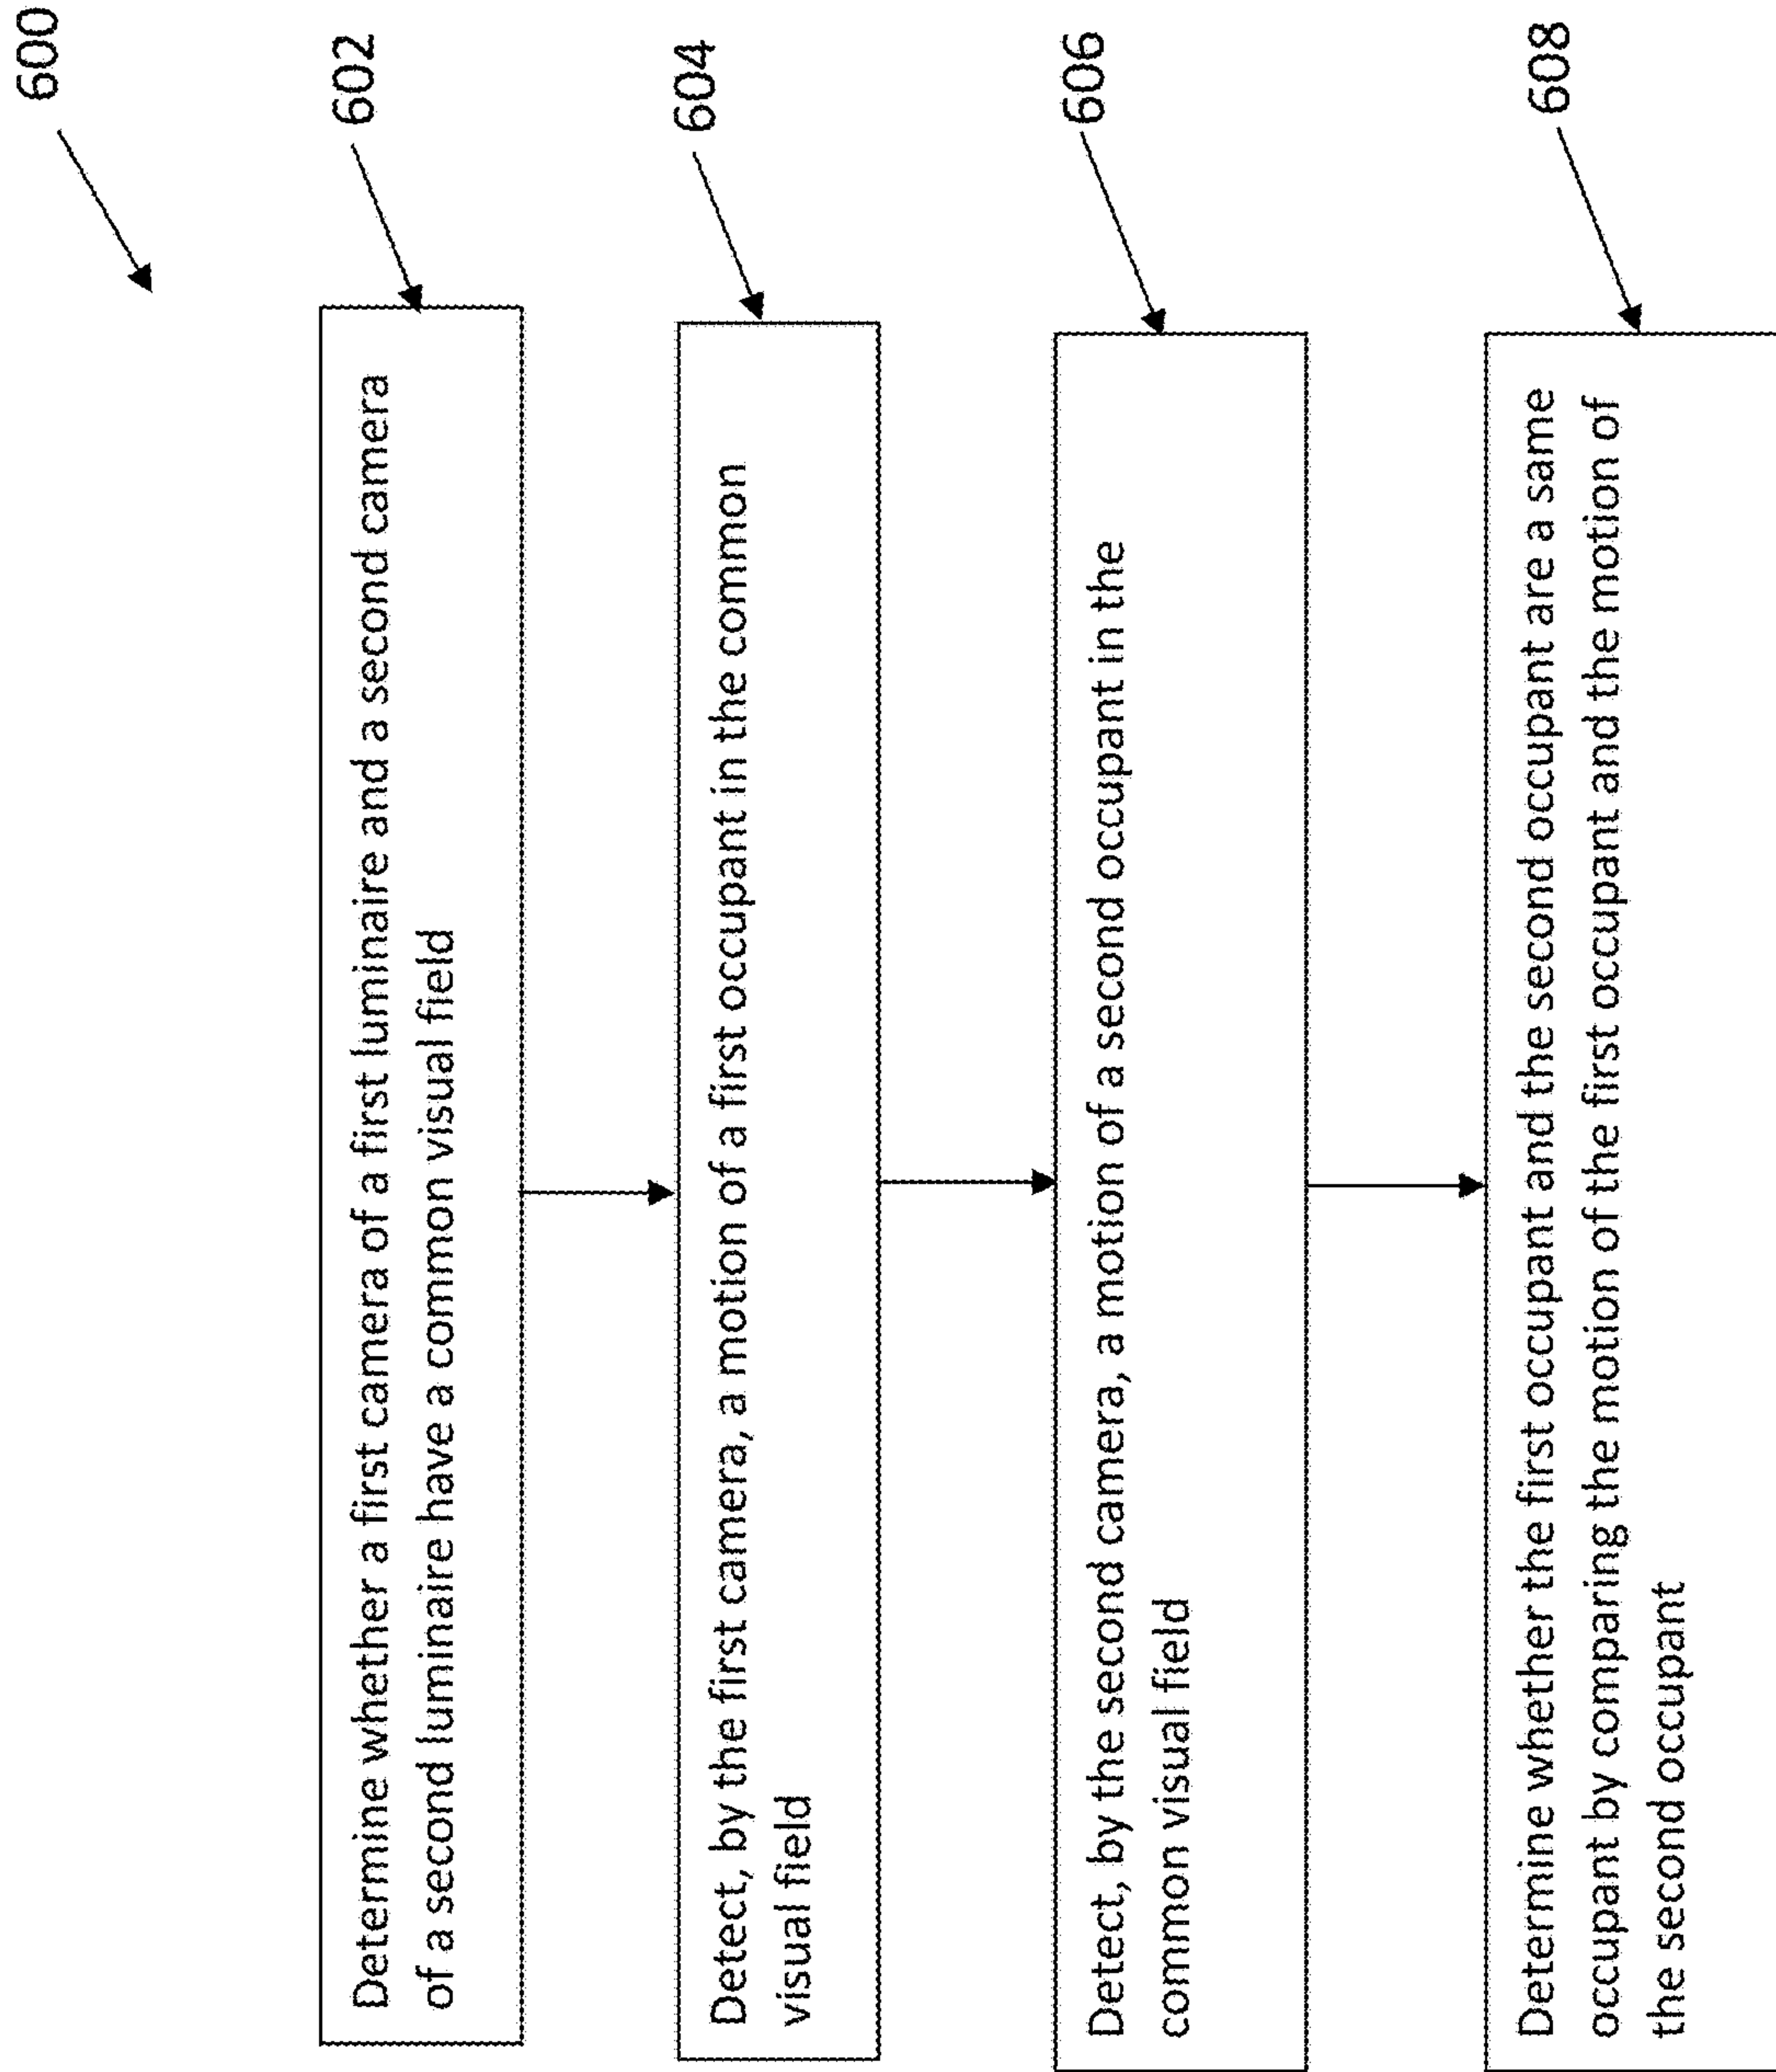 600
Determine whether a first camera of a first luminaire and a second camera
of a second luminaire have a common visual field
602
Detect, by the first camera, a motion of a first occupant in the common
visual field
604
Detect, by the second camera, a motion of a second occupant in the
common visual field
606
Determine whether the first occupant and the second occupant are a same
occupant by comparing the motion of the first occupant and the motion of
the second occupant
608